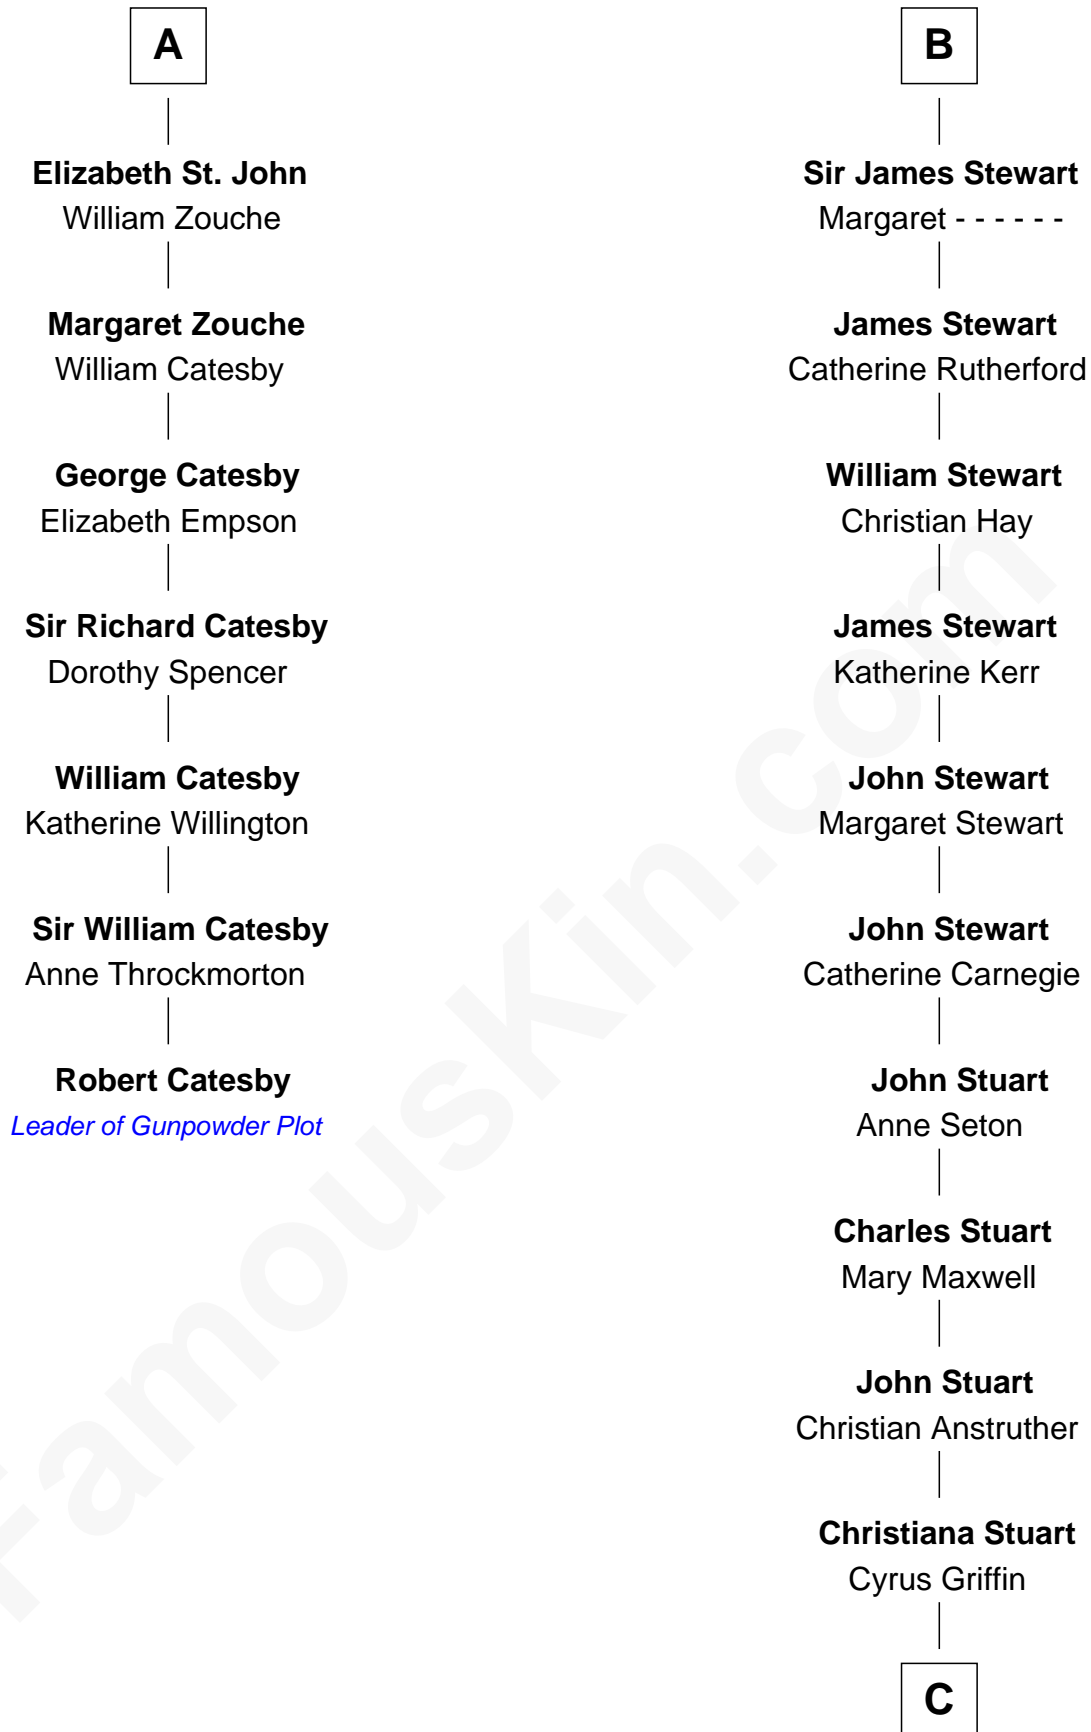 A
Elizabeth St. John
William Zouche
Margaret Zouche
William Catesby
George Catesby
Elizabeth Empson
Sir Richard Catesby
Dorothy Spencer
William Catesby
Katherine Willington
Sir William Catesby
Anne Throckmorton
Robert Catesby
Leader of Gunpowder Plot
B
Sir James Stewart
Margaret - - - - - -
James Stewart
Catherine Rutherford
William Stewart
Christian Hay
James Stewart
Katherine Kerr
John Stewart
Margaret Stewart
John Stewart
Catherine Carnegie
John Stuart
Anne Seton
Charles Stuart
Mary Maxwell
John Stuart
Christian Anstruther
Christiana Stuart
Cyrus Griffin
C
FamousKin.com